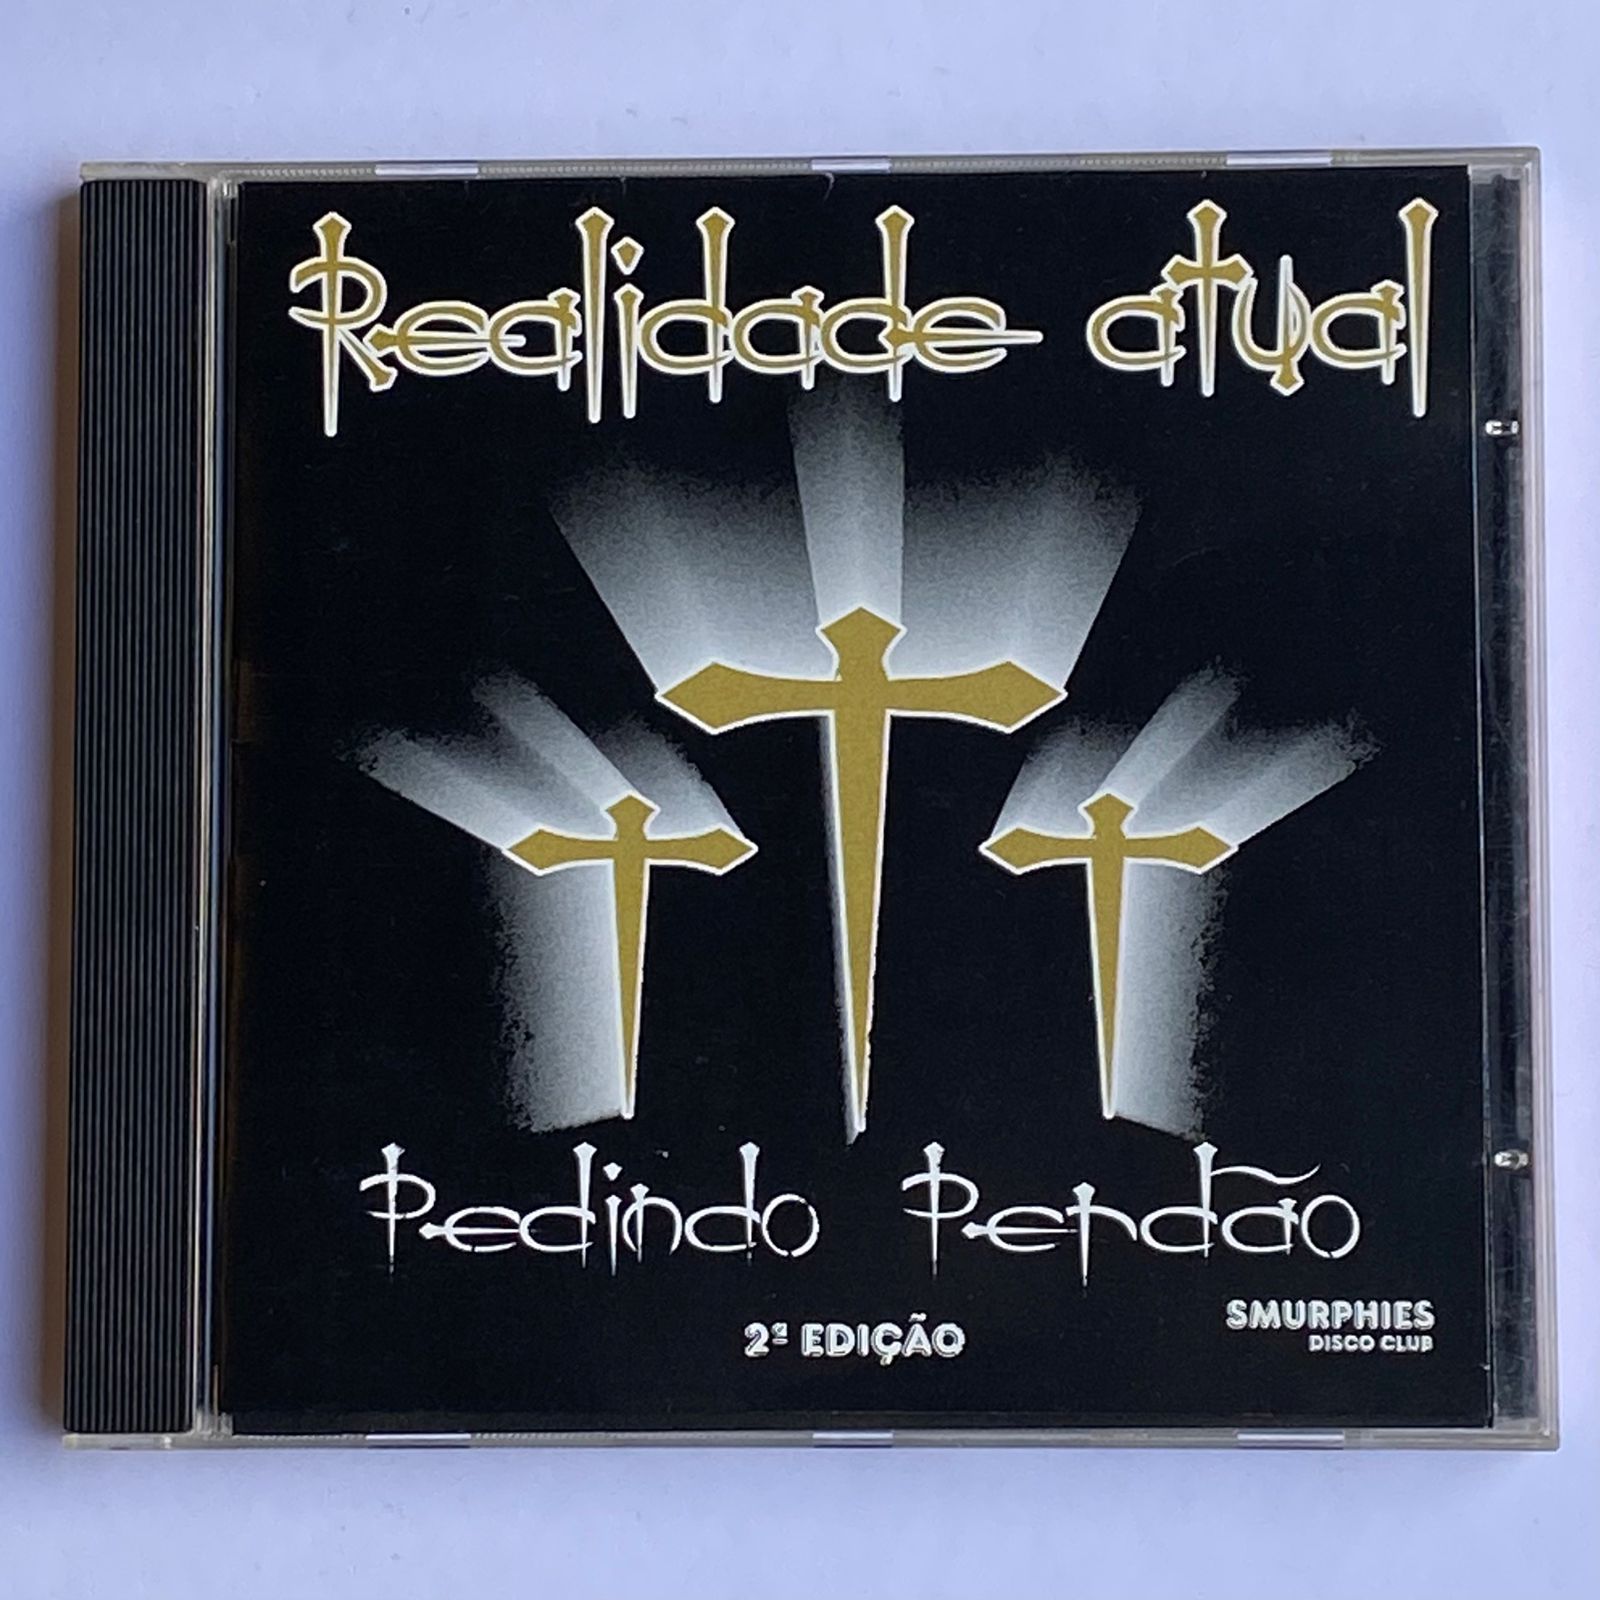 Realidade atual
Pedindo Perdão
2ª EDIÇÃO
SMURPHIES
DISCO CLUB